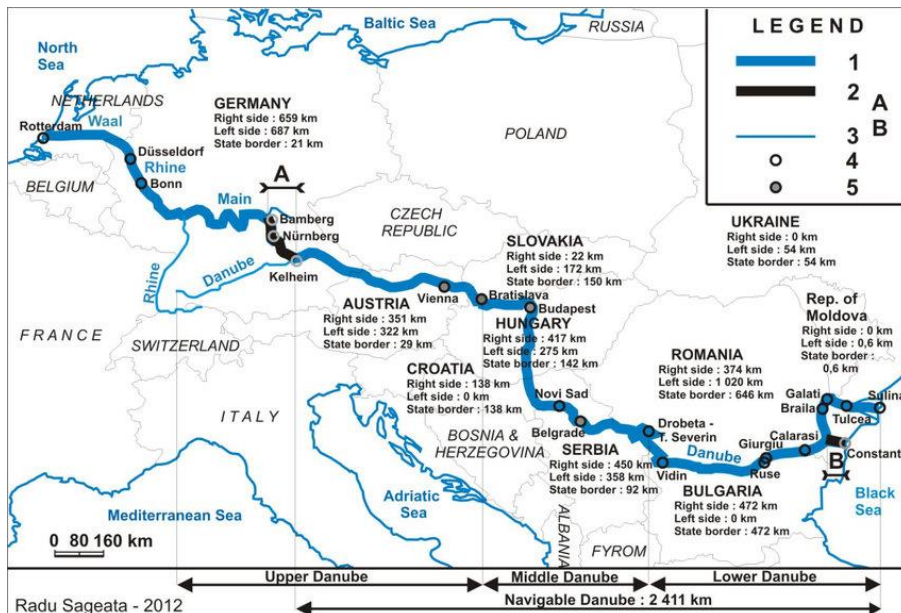 Baltic Sea
RUSSIA
LEGEND
1
2
A
B
3
4
5
North
Sea
NETHERLANDS
Waal
Rotterdam
GERMANY
Right side : 659 km
Left side : 687 km
State border : 21 km
POLAND
Düsseldorf
Rhine
Bonn
BELGIUM
Main
A
Bamberg
Nürnberg
Kelheim
Danube
Rhine
CZECH
REPUBLIC
UKRAINE
Right side : 0 km
Left side : 54 km
State border : 54 km
SLOVAKIA
Right side : 22 km
Left side : 172 km
State border : 150 km
Vienna
Bratislava
Budapest
AUSTRIA
Right side : 351 km
Left side : 322 km
State border : 29 km
HUNGARY
Right side : 417 km
Left side : 275 km
State border : 142 km
Rep. of
Moldova
Right side : 0 km
Left side : 0,6 km
State border :
0,6 km
FRANCE
SWITZERLAND
CROATIA
Right side : 138 km
Left side : 0 km
State border : 138 km
ROMANIA
Right side : 374 km
Left side : 1 020 km
State border : 646 km
Galati
Sulina
Braila
Tulcea
ITALY
Novi Sad
Belgrade
BOSNIA &
HERZEGOVINA
Drobeta -
T. Severin
Calarasi
Giurgiu
Danube
Constant
SERBIA
Right side : 450 km
Left side : 358 km
State border : 92 km
Vidin
Ruse
B
BULGARIA
Right side : 472 km
Left side : 0 km
State border : 472 km
Black
Sea
Mediterranean Sea
Adriatic
Sea
ALBANIA
FYROM
0 80 160 km
Upper Danube
Middle Danube
Lower Danube
Radu Sageata - 2012
Navigable Danube : 2 411 km